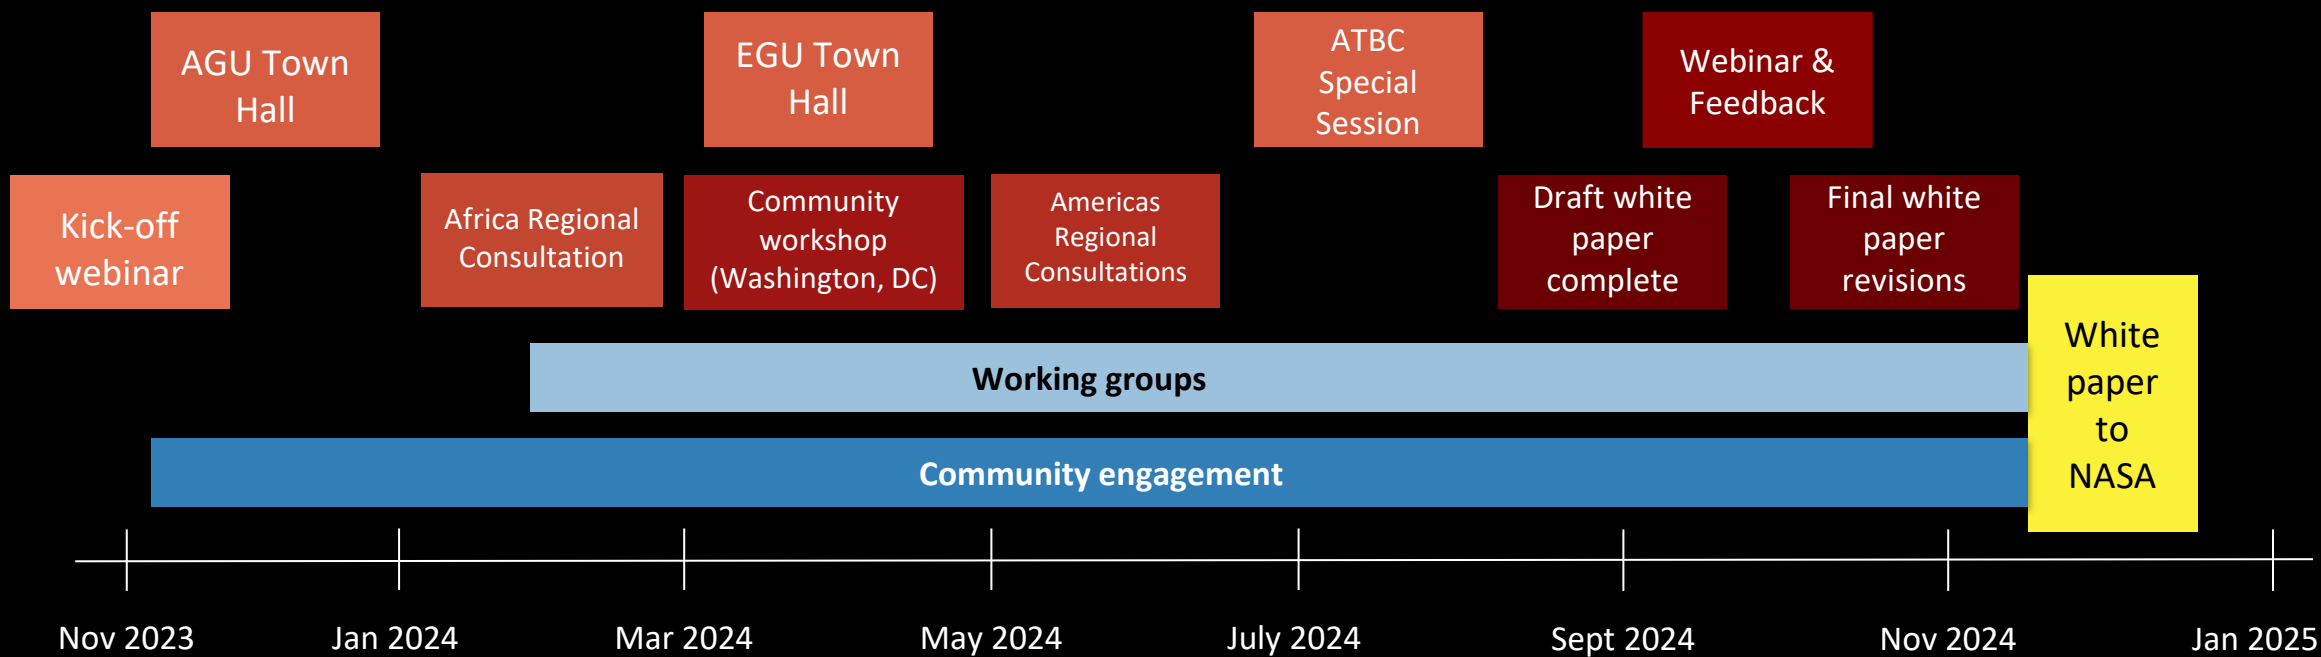 AGU Town
Hall
EGU Town
Hall
ATBC
Special
Session
Webinar &
Feedback
Kick-off
webinar
Africa Regional
Consultation
Community
workshop
(Washington, DC)
Americas
Regional
Consultations
Draft white
paper
complete
Final white
paper
revisions
White
paper
to
NASA
Working groups
Community engagement
Nov 2023
Jan 2024
Mar 2024
May 2024
July 2024
Sept 2024
Nov 2024
Jan 2025